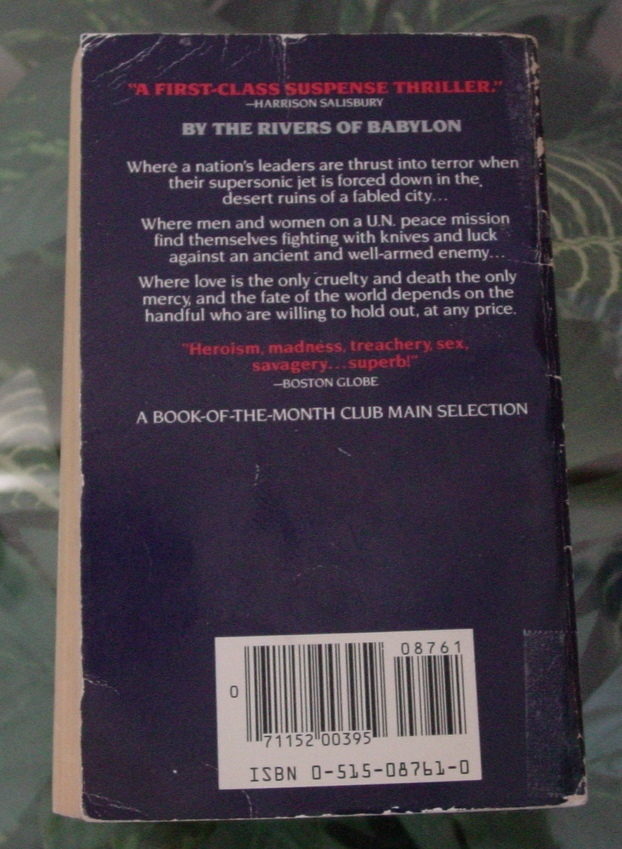 "A FIRST-CLASS SUSPENSE THRILLER."
—HARRISON SALISBURY
BY THE RIVERS OF BABYLON
Where a nation's leaders are thrust into terror when
their supersonic jet is forced down in the
desert ruins of a fabled city...
Where men and women on a U.N. peace mission
find themselves fighting with knives and luck
against an ancient and well-armed enemy...
Where love is the only cruelty and death the only
mercy, and the fate of the world depends on the
handful who are willing to hold out, at any price.
"Heroism, madness, treachery, sex,
savagery...superb!"
—BOSTON GLOBE
A BOOK-OF-THE-MONTH CLUB MAIN SELECTION
08761
0
71152 00395
ISBN 0-515-08761-0